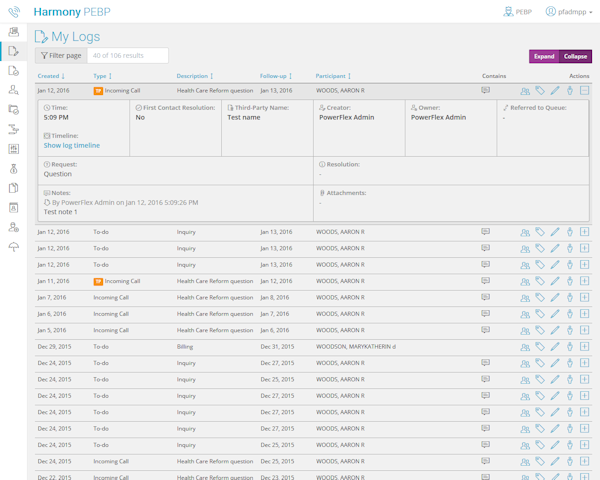 Harmony PEBP
PEBP
pfadmpp
My Logs
Filter page
40 of 106 results
Expand
Collapse
Created Type Description Follow-up Participant Contains Actions
Jan 12, 2016 TP Incoming Call Health Care Reform question Jan 13, 2016 WOODS, AARON R
Time: First Contact Resolution: Third-Party Name: Creator: Owner: Referred to Queue:
5:09 PM No Test name PowerFlex Admin PowerFlex Admin -
Timeline:
Show log timeline
Request: Resolution:
Question -
Notes: Attachments:
By PowerFlex Admin on Jan 12, 2016 5:09:26 PM -
Test note 1
Jan 12, 2016 To-do Inquiry Jan 13, 2016 WOODS, AARON R
Jan 12, 2016 To-do Inquiry Jan 13, 2016 WOODS, AARON R
Jan 12, 2016 To-do Inquiry Jan 13, 2016 WOODS, AARON R
Jan 11, 2016 TP Incoming Call Health Care Reform question Jan 12, 2016 WOODS, AARON R
Jan 7, 2016 Incoming Call Health Care Reform question Jan 8, 2016 WOODS, AARON R
Jan 6, 2016 Incoming Call Health Care Reform question Jan 7, 2016 WOODS, AARON R
Jan 5, 2016 Incoming Call Health Care Reform question Jan 6, 2016 WOODS, AARON R
Dec 29, 2015 To-do Billing Dec 31, 2015 WOODSON, MARYKATHERIN d
Dec 24, 2015 To-do Inquiry Dec 27, 2015 WOODS, AARON R
Dec 24, 2015 To-do Inquiry Dec 25, 2015 WOODS, AARON R
Dec 24, 2015 To-do Inquiry Dec 27, 2015 WOODS, AARON R
Dec 24, 2015 To-do Inquiry Dec 25, 2015 WOODS, AARON R
Dec 24, 2015 To-do Inquiry Dec 27, 2015 WOODS, AARON R
Dec 24, 2015 To-do Inquiry Dec 25, 2015 WOODS, AARON R
Dec 24, 2015 Incoming Call Health Care Reform question Dec 25, 2015 WOODS, AARON R
Dec 22, 2015 Incoming Call Health Care Reform question Dec 23, 2015 WOODS, AARON R